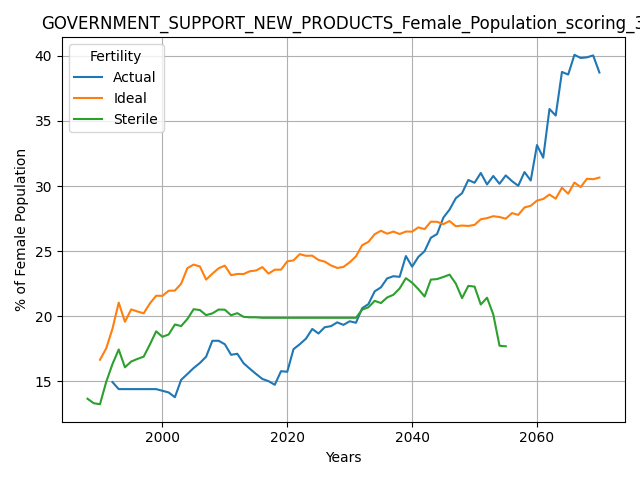 GOVERNMENT_SUPPORT_NEW_PRODUCTS_Female_Population_scoring_3
Fertility
Actual
Ideal
Sterile
40
35
30
25
20
15
% of Female Population
2000
2020
2040
2060
Years